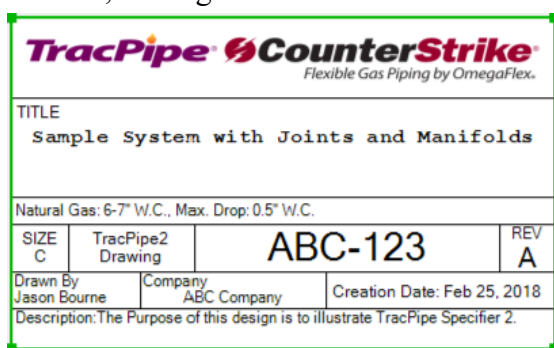 TracPipe® CounterStrike®
Flexible Gas Piping by OmegaFlex®
TITLE
Sample System with Joints and Manifolds
Natural Gas: 6-7" W.C., Max. Drop: 0.5" W.C.
SIZE
C
TracPipe2
Drawing
ABC-123
REV
A
Drawn By
Jason Bourne
Company
ABC Company
Creation Date: Feb 25, 2018
Description:The Purpose of this design is to illustrate TracPipe Specifier 2.